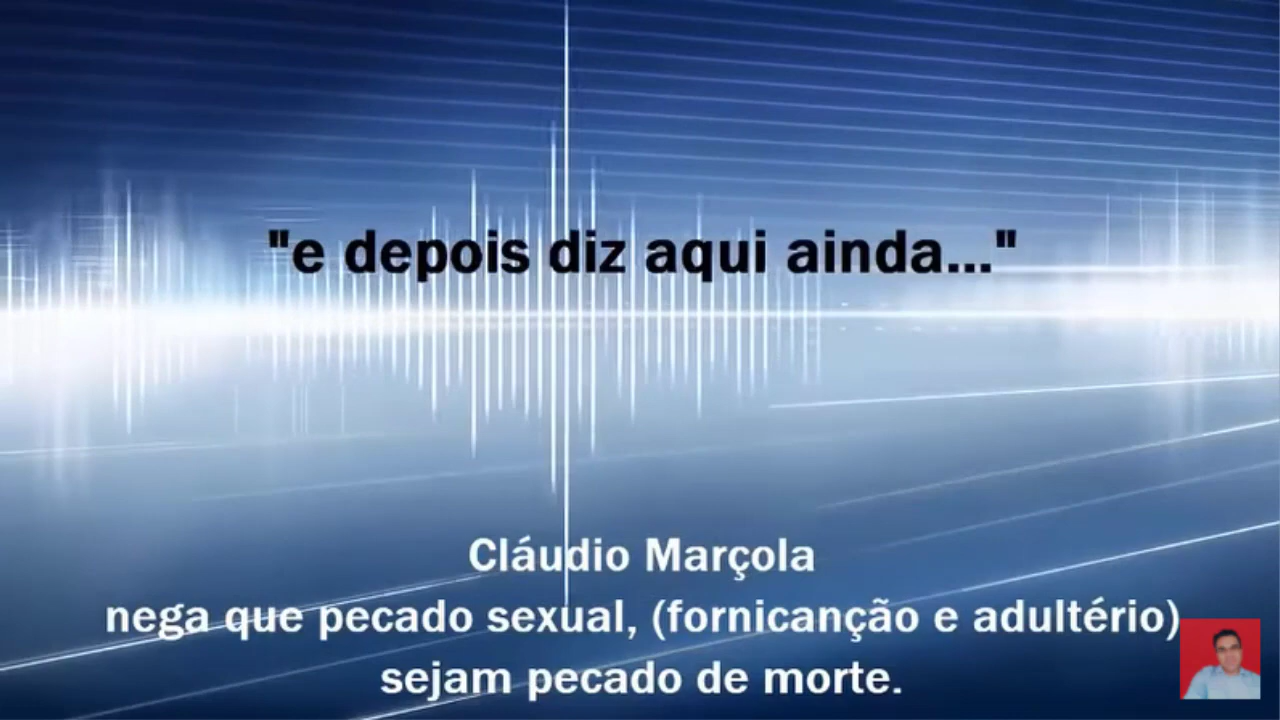 "e depois diz aqui ainda..."
Cláudio Marçola
nega que pecado sexual, (fornicanção e adultério)
sejam pecado de morte.